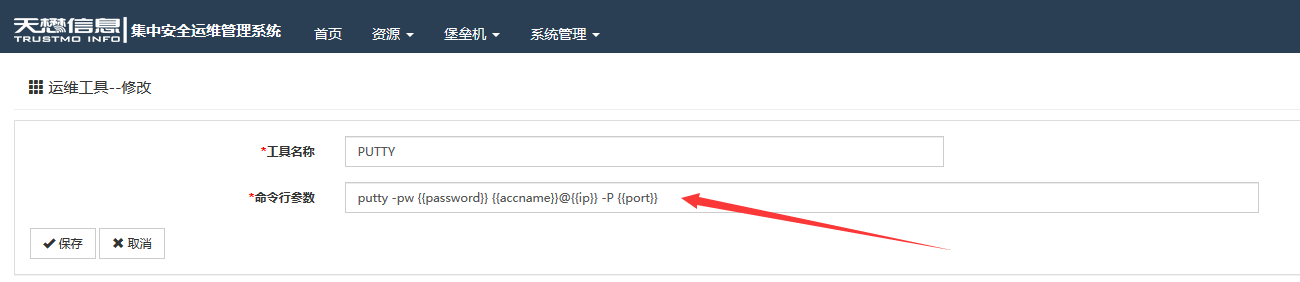 天懋信息 集中安全运维管理系统 首页 资源 堡垒机 系统管理
TRUSTMO INFO
运维工具--修改
*工具名称 PUTTY
*命令行参数 putty -pw {{password}} {{accname}}@{{ip}} -P {{port}}
保存 取消